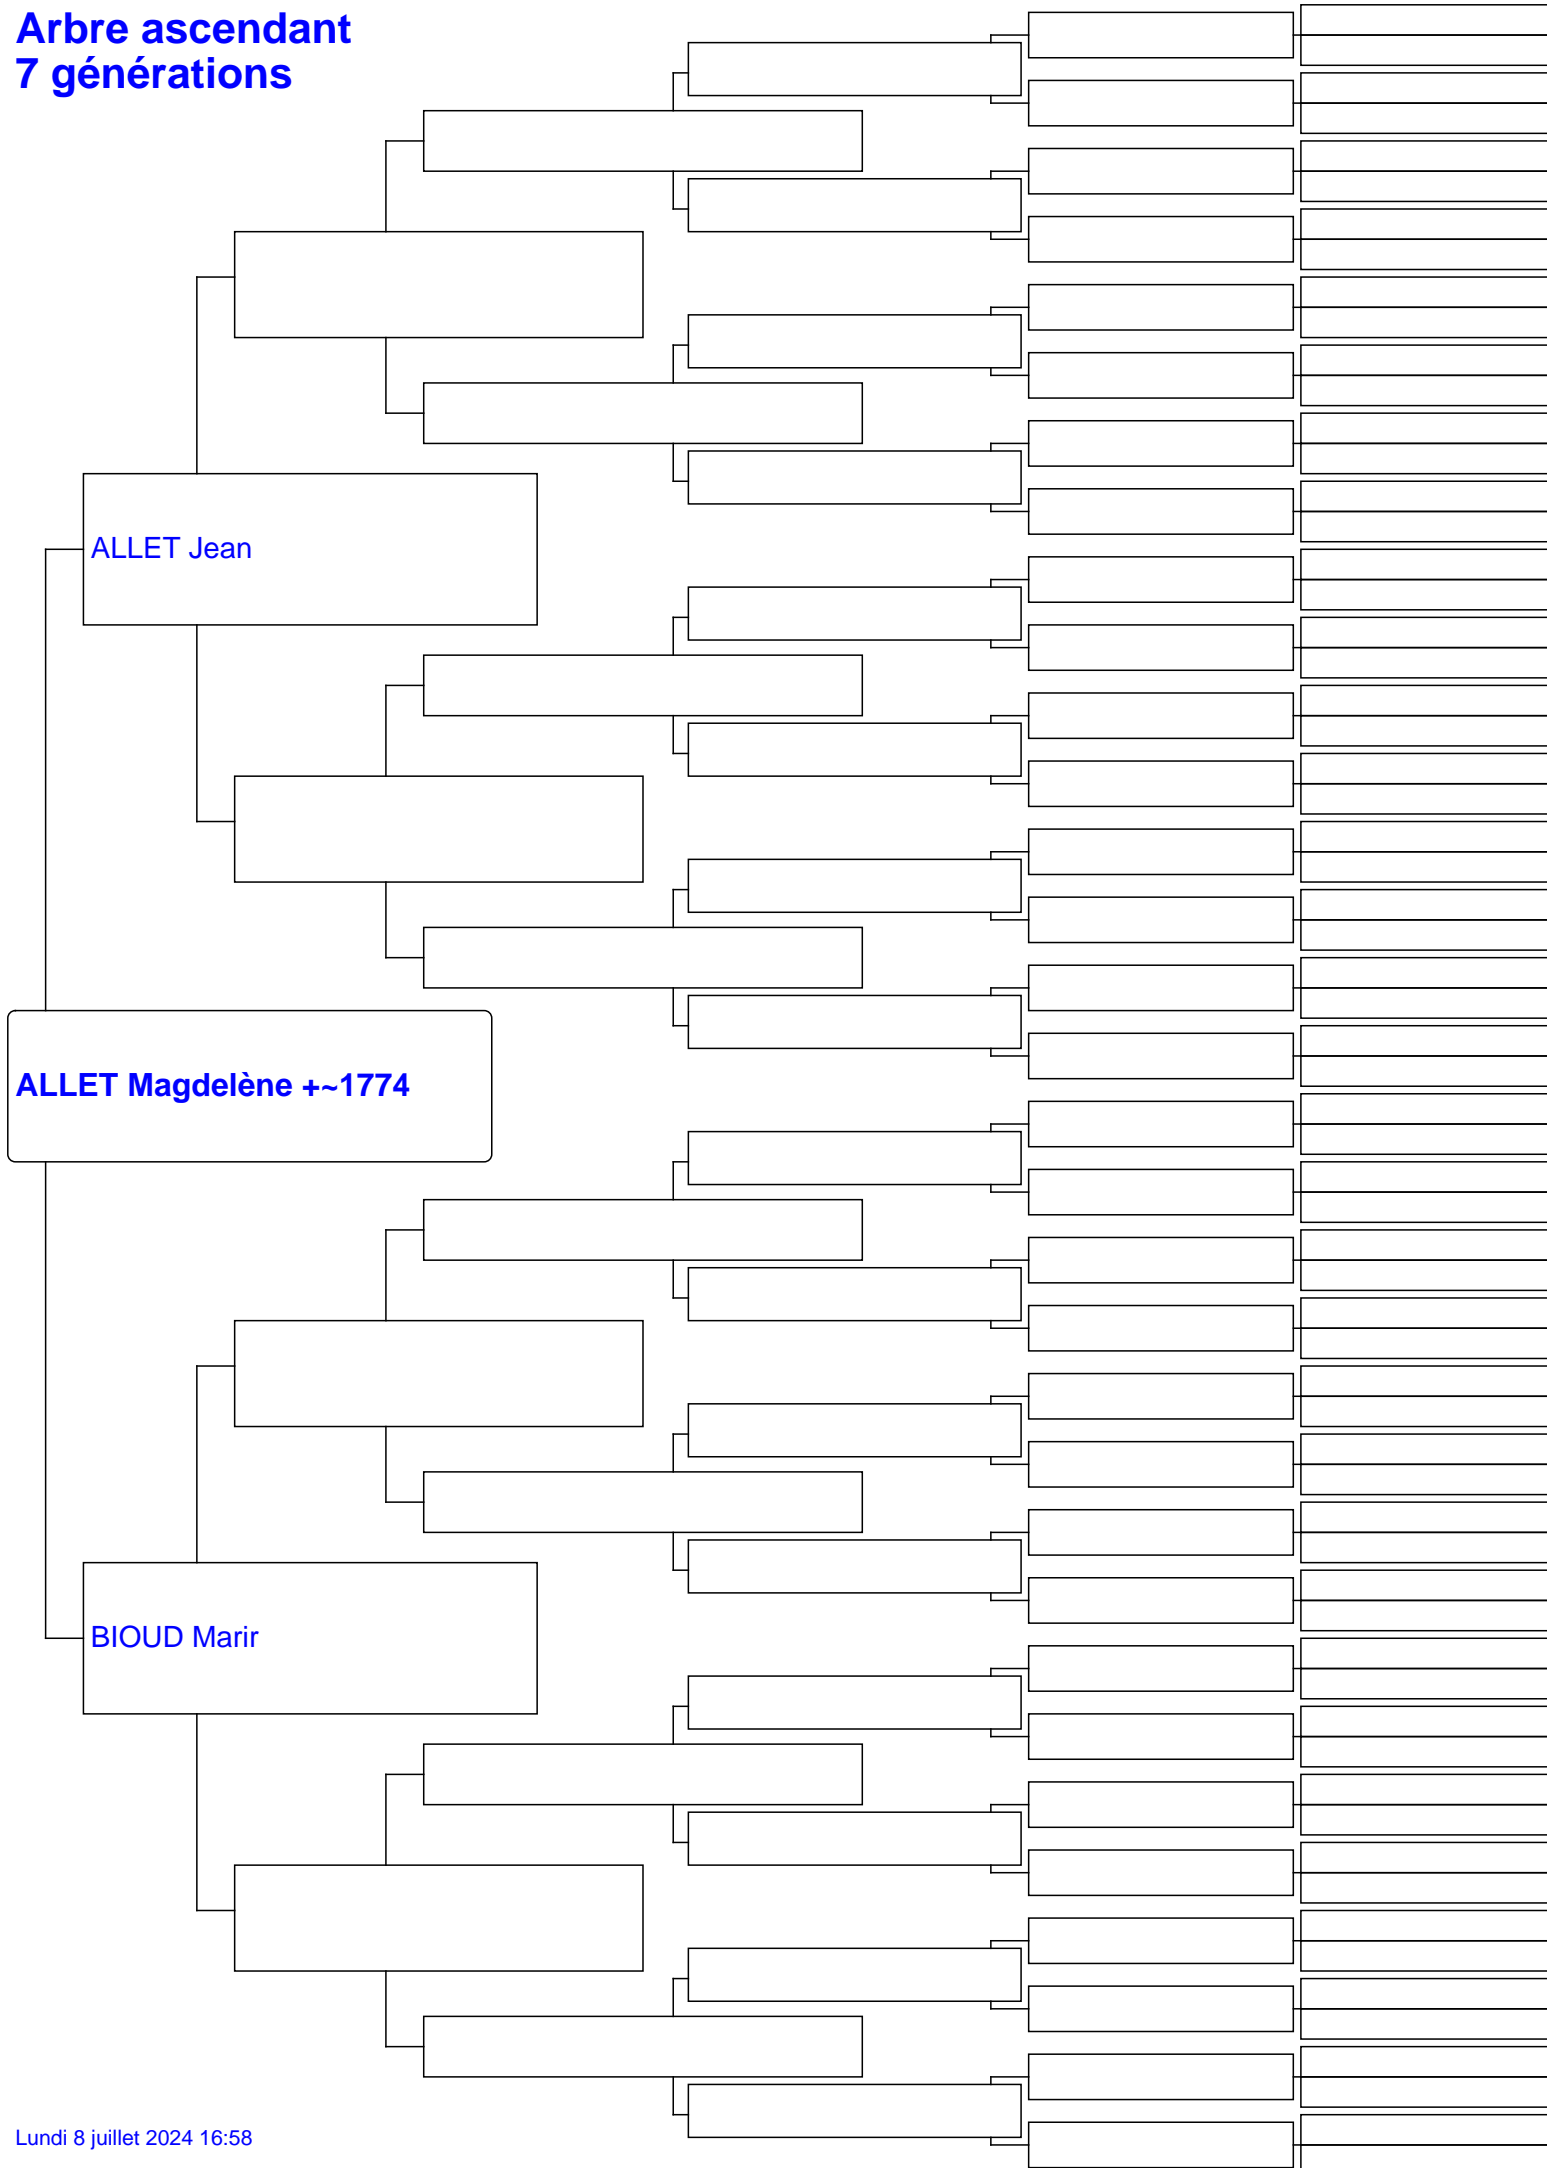 Arbre ascendant
7 générations
ALLET Jean
ALLET Magdelène +~1774
BIOUD Marir
Lundi 8 juillet 2024 16:58